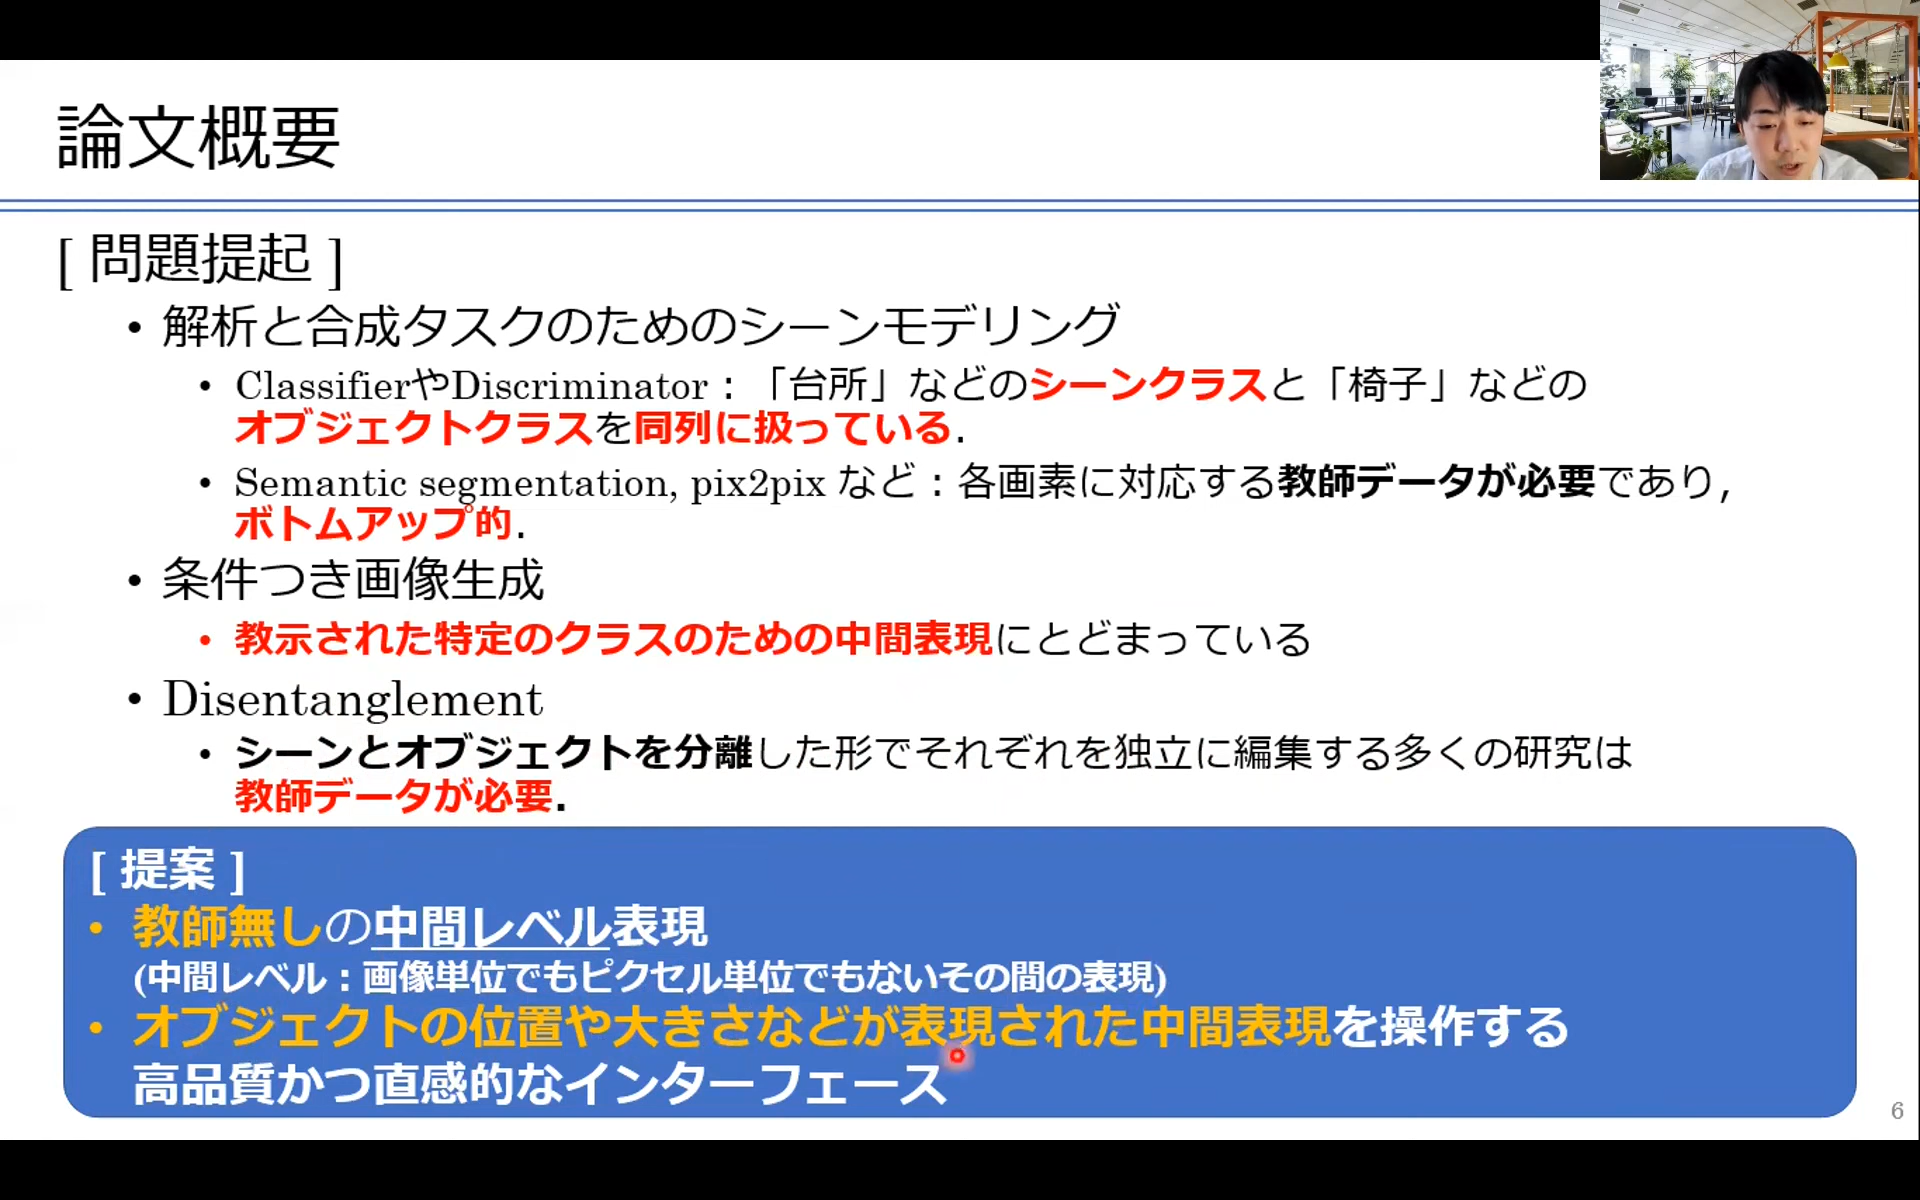 論文概要
[ 問題提起 ]
• 解析と合成タスクのためのシーンモデリング
• ClassifierやDiscriminator：「台所」などのシーンクラスと「椅子」などの
オブジェクトクラスを同列に扱っている.
• Semantic segmentation, pix2pix など：各画素に対応する教師データが必要であり,
ボトムアップ的.
• 条件つき画像生成
• 教示された特定のクラスのための中間表現にとどまっている
• Disentanglement
• シーンとオブジェクトを分離した形でそれぞれを独立に編集する多くの研究は
教師データが必要.
[ 提案 ]
• 教師無しの中間レベル表現
(中間レベル：画像単位でもピクセル単位でもないその間の表現)
• オブジェクトの位置や大きさなどが表現された中間表現を操作する
高品質かつ直感的なインターフェース
6